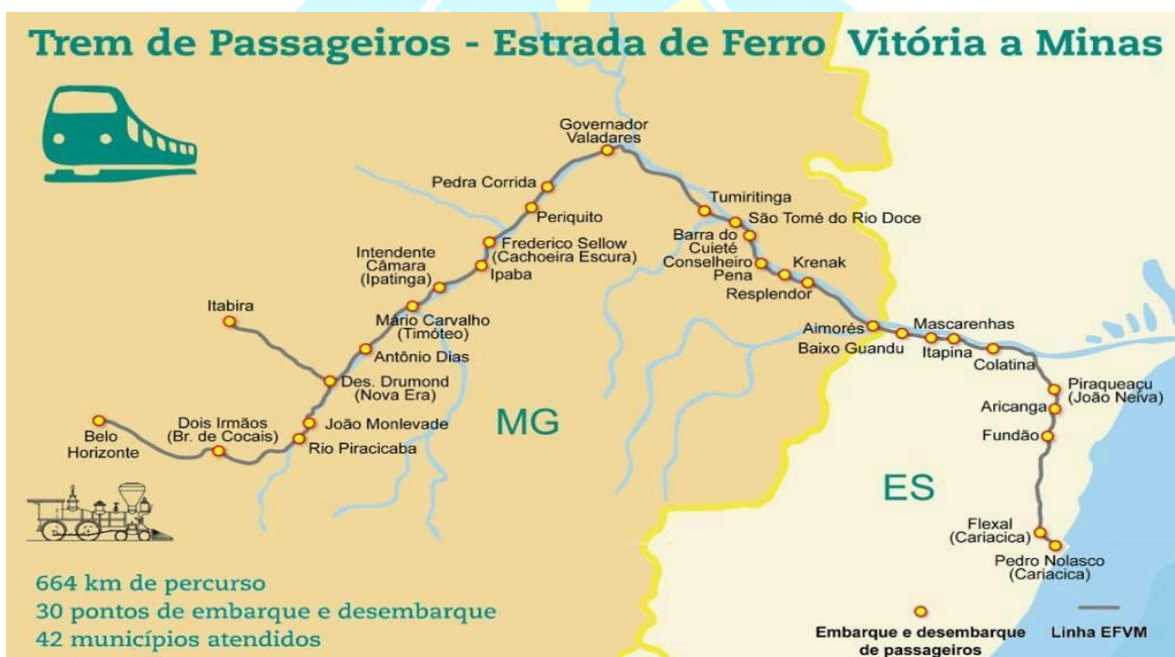 Trem de Passageiros - Estrada de Ferro Vitória a Minas
Governador
Valadares
Pedra Corrida
Periquito
Tumiritinga
São Tomé do Rio Doce
Barra do
Cuieté
Conselheiro
Pena
Krenak
Resplendor
Frederico Sellow
(Cachoeira Escura)
Ipaba
Intendente
Câmara
(Ipatinga)
Itabira
Mário Carvalho
(Timóteo)
Antônio Dias
Des. Drumond
(Nova Era)
João Monlevade
Rio Piracicaba
Dois Irmãos
(Br. de Cocais)
Belo
Horizonte
MG
Aimorés
Baixo Guandu
Mascarenhas
Itapina
Colatina
Piraqueaçu
(João Neiva)
Aricanga
Fundão
ES
Flexal
(Cariacica)
Pedro Nolasco
(Cariacica)
664 km de percurso
30 pontos de embarque e desembarque
42 municípios atendidos
Embarque e desembarque
de passageiros
Linha EFVM